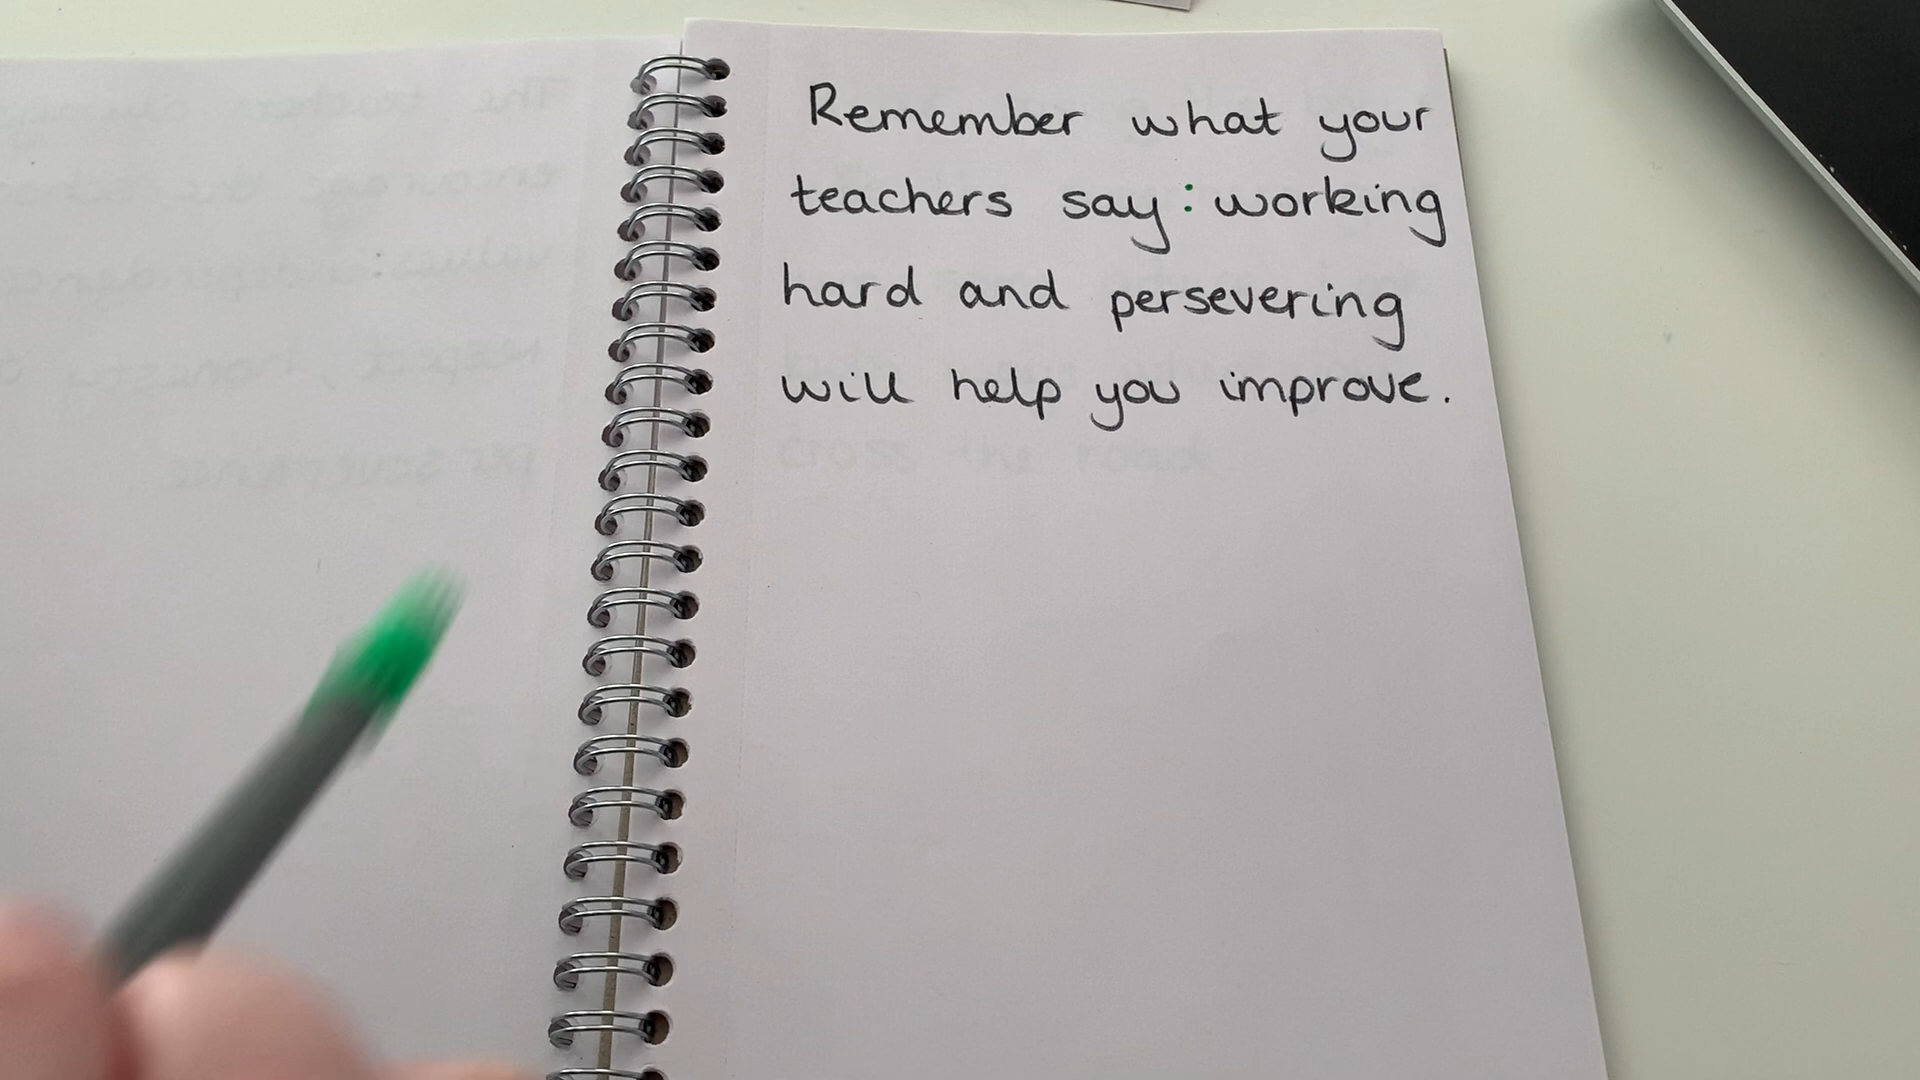 Remember what your
teachers say: working
hard and persevering
will help you improve.